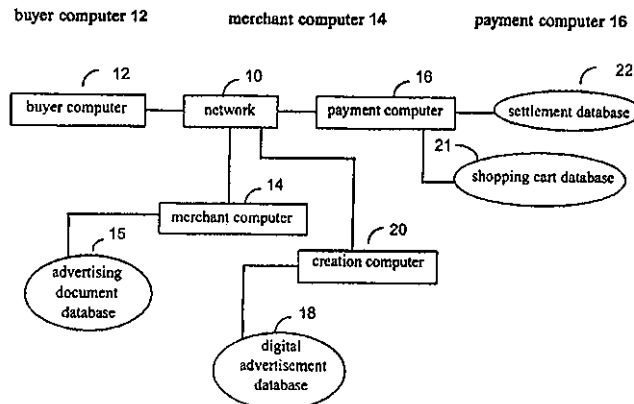 buyer computer 12 merchant computer 14 payment computer 16
12 10 16 22
buyer computer network payment computer settlement database
21
shopping cart database
14
merchant computer
15
20
advertising
document
database
creation computer
18
digital
advertisement
database